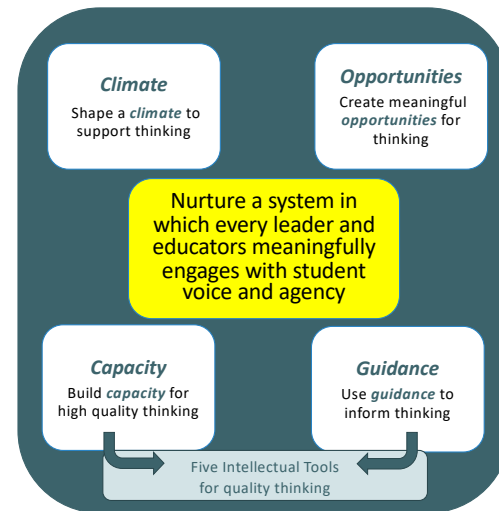 Climate
Shape a climate to
support thinking
Opportunities
Create meaningful
opportunities for
thinking
Nurture a system in
which every leader and
educators meaningfully
engages with student
voice and agency
Capacity
Build capacity for
high quality thinking
Guidance
Use guidance to
inform thinking
Five Intellectual Tools
for quality thinking